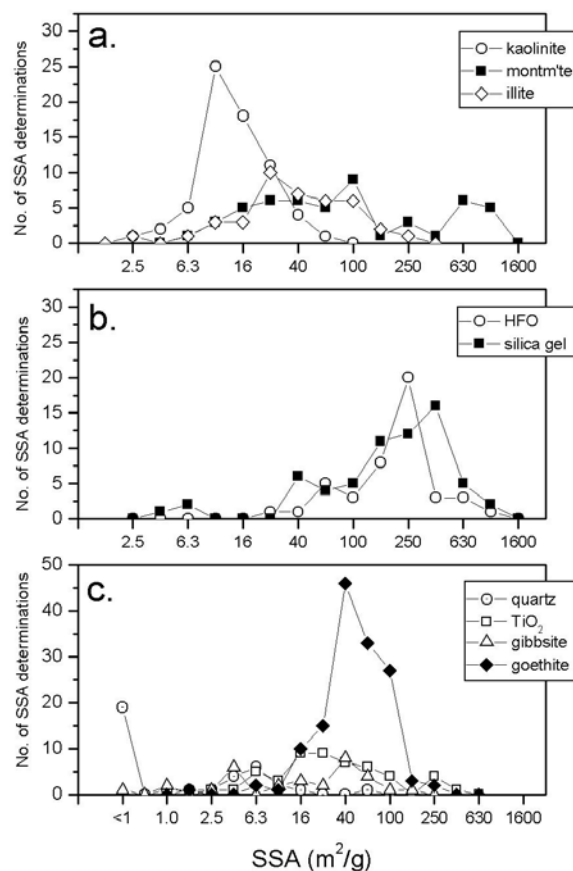 a.
kaolinite
montm'te
illite
No. of SSA determinations
30
25
20
15
10
5
0
2.5 6.3 16 40 100 250 630 1600
b.
HFO
silica gel
No. of SSA determinations
30
25
20
15
10
5
0
2.5 6.3 16 40 100 250 630 1600
c.
quartz
TiO₂
gibbsite
goethite
No. of SSA determinations
50
40
30
20
10
0
<1 1.0 2.5 6.3 16 40 100 250 630 1600
SSA (m²/g)